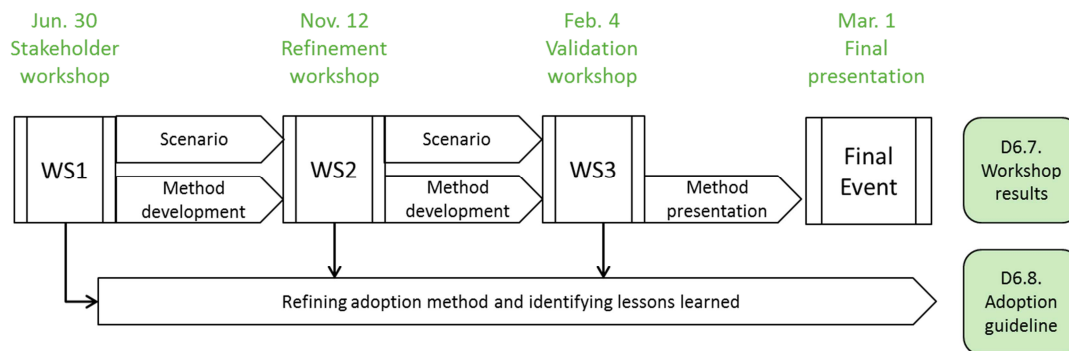 Jun. 30
Stakeholder
workshop
Nov. 12
Refinement
workshop
Feb. 4
Validation
workshop
Mar. 1
Final
presentation
WS1
Scenario
Method
development
WS2
Scenario
Method
development
WS3
Method
presentation
Final
Event
D6.7.
Workshop
results
Refining adoption method and identifying lessons learned
D6.8.
Adoption
guideline